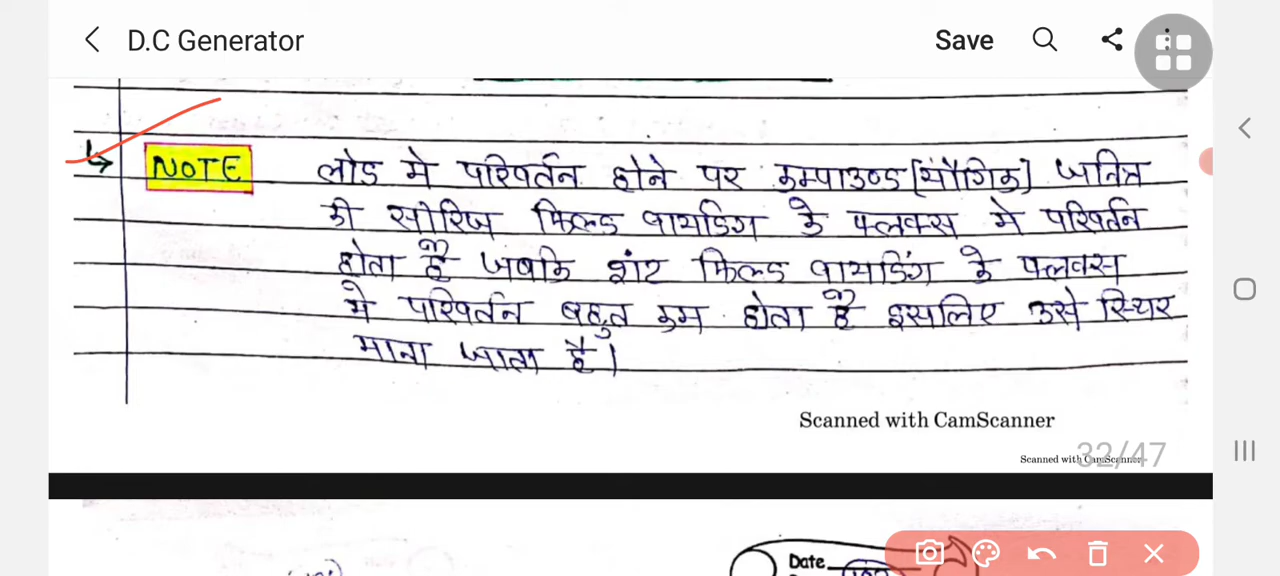 D.C Generator
Save
NOTE लोड मे परिवर्तन होने पर कम्पाउण्ड [यौगिक] जनित्र
की सीरिज फिल्ड वायडिंग के फ्लक्स मे परिवर्तन
होता है जबकि शंट फिल्ड वायडिंग के फ्लक्स
मे परिवर्तन बहुत कम होता है इसलिए उसे स्थिर
माना जाता है।
Scanned with CamScanner
32/47
Scanned with CamScanner
Date